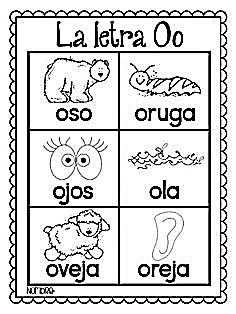 La letra Oo
oso oruga
ojos ola
oveja oreja